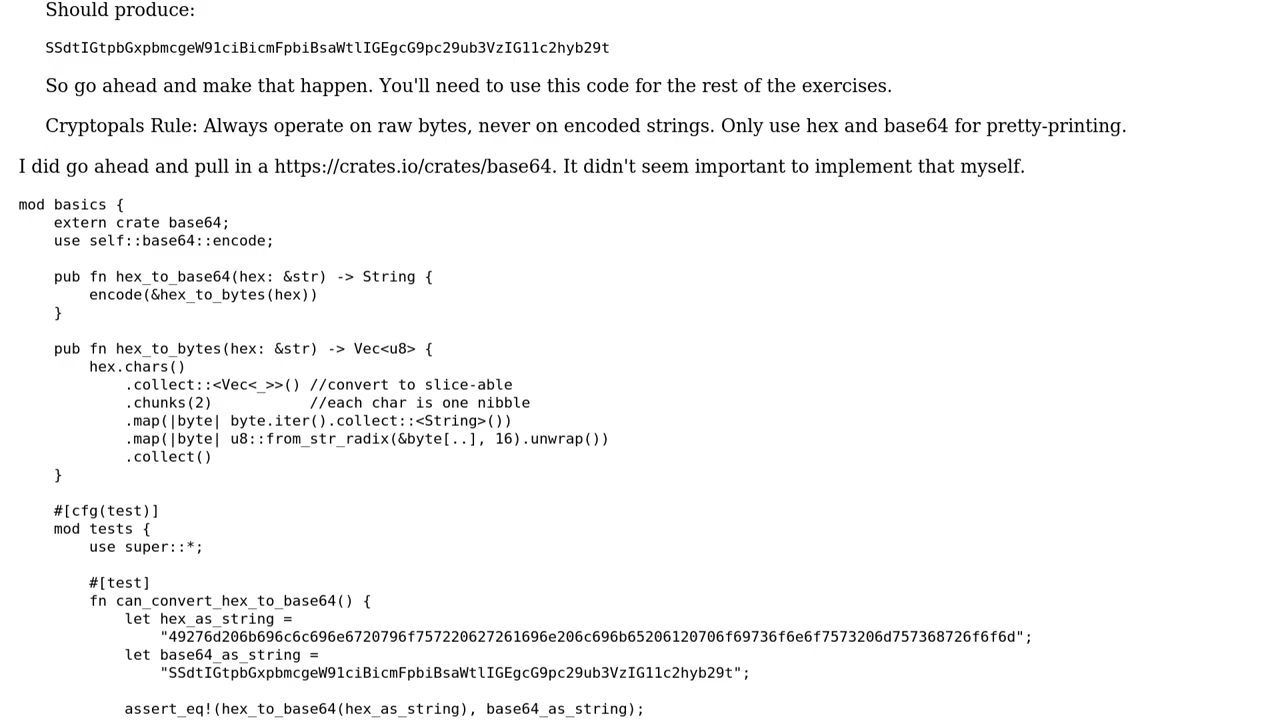 Should produce:
SSdtIGtpbGxpbmcgeW91ciBicmFpbiBsaWtlIGEgcG9pc29ub3VzIG11c2hyb29t
So go ahead and make that happen. You'll need to use this code for the rest of the exercises.
Cryptopals Rule: Always operate on raw bytes, never on encoded strings. Only use hex and base64 for pretty-printing.
I did go ahead and pull in a https://crates.io/crates/base64. It didn't seem important to implement that myself.
mod basics {
    extern crate base64;
    use self::base64::encode;
    pub fn hex_to_base64(hex: &str) -> String {
        encode(&hex_to_bytes(hex))
    }
    pub fn hex_to_bytes(hex: &str) -> Vec<u8> {
        hex.chars()
            .collect::<Vec<_>>() //convert to slice-able
            .chunks(2)           //each char is one nibble
            .map(|byte| byte.iter().collect::<String>())
            .map(|byte| u8::from_str_radix(&byte[..], 16).unwrap())
            .collect()
    }
    #[cfg(test)]
    mod tests {
        use super::*;
        #[test]
        fn can_convert_hex_to_base64() {
            let hex_as_string =
                "49276d206b696c6c696e6720796f757220627261696e206c696b65206120706f69736f6e6f7573206d757368726f6f6d";
            let base64_as_string =
                "SSdtIGtpbGxpbmcgeW91ciBicmFpbiBsaWtlIGEgcG9pc29ub3VzIG11c2hyb29t";
            assert_eq!(hex_to_base64(hex_as_string), base64_as_string);